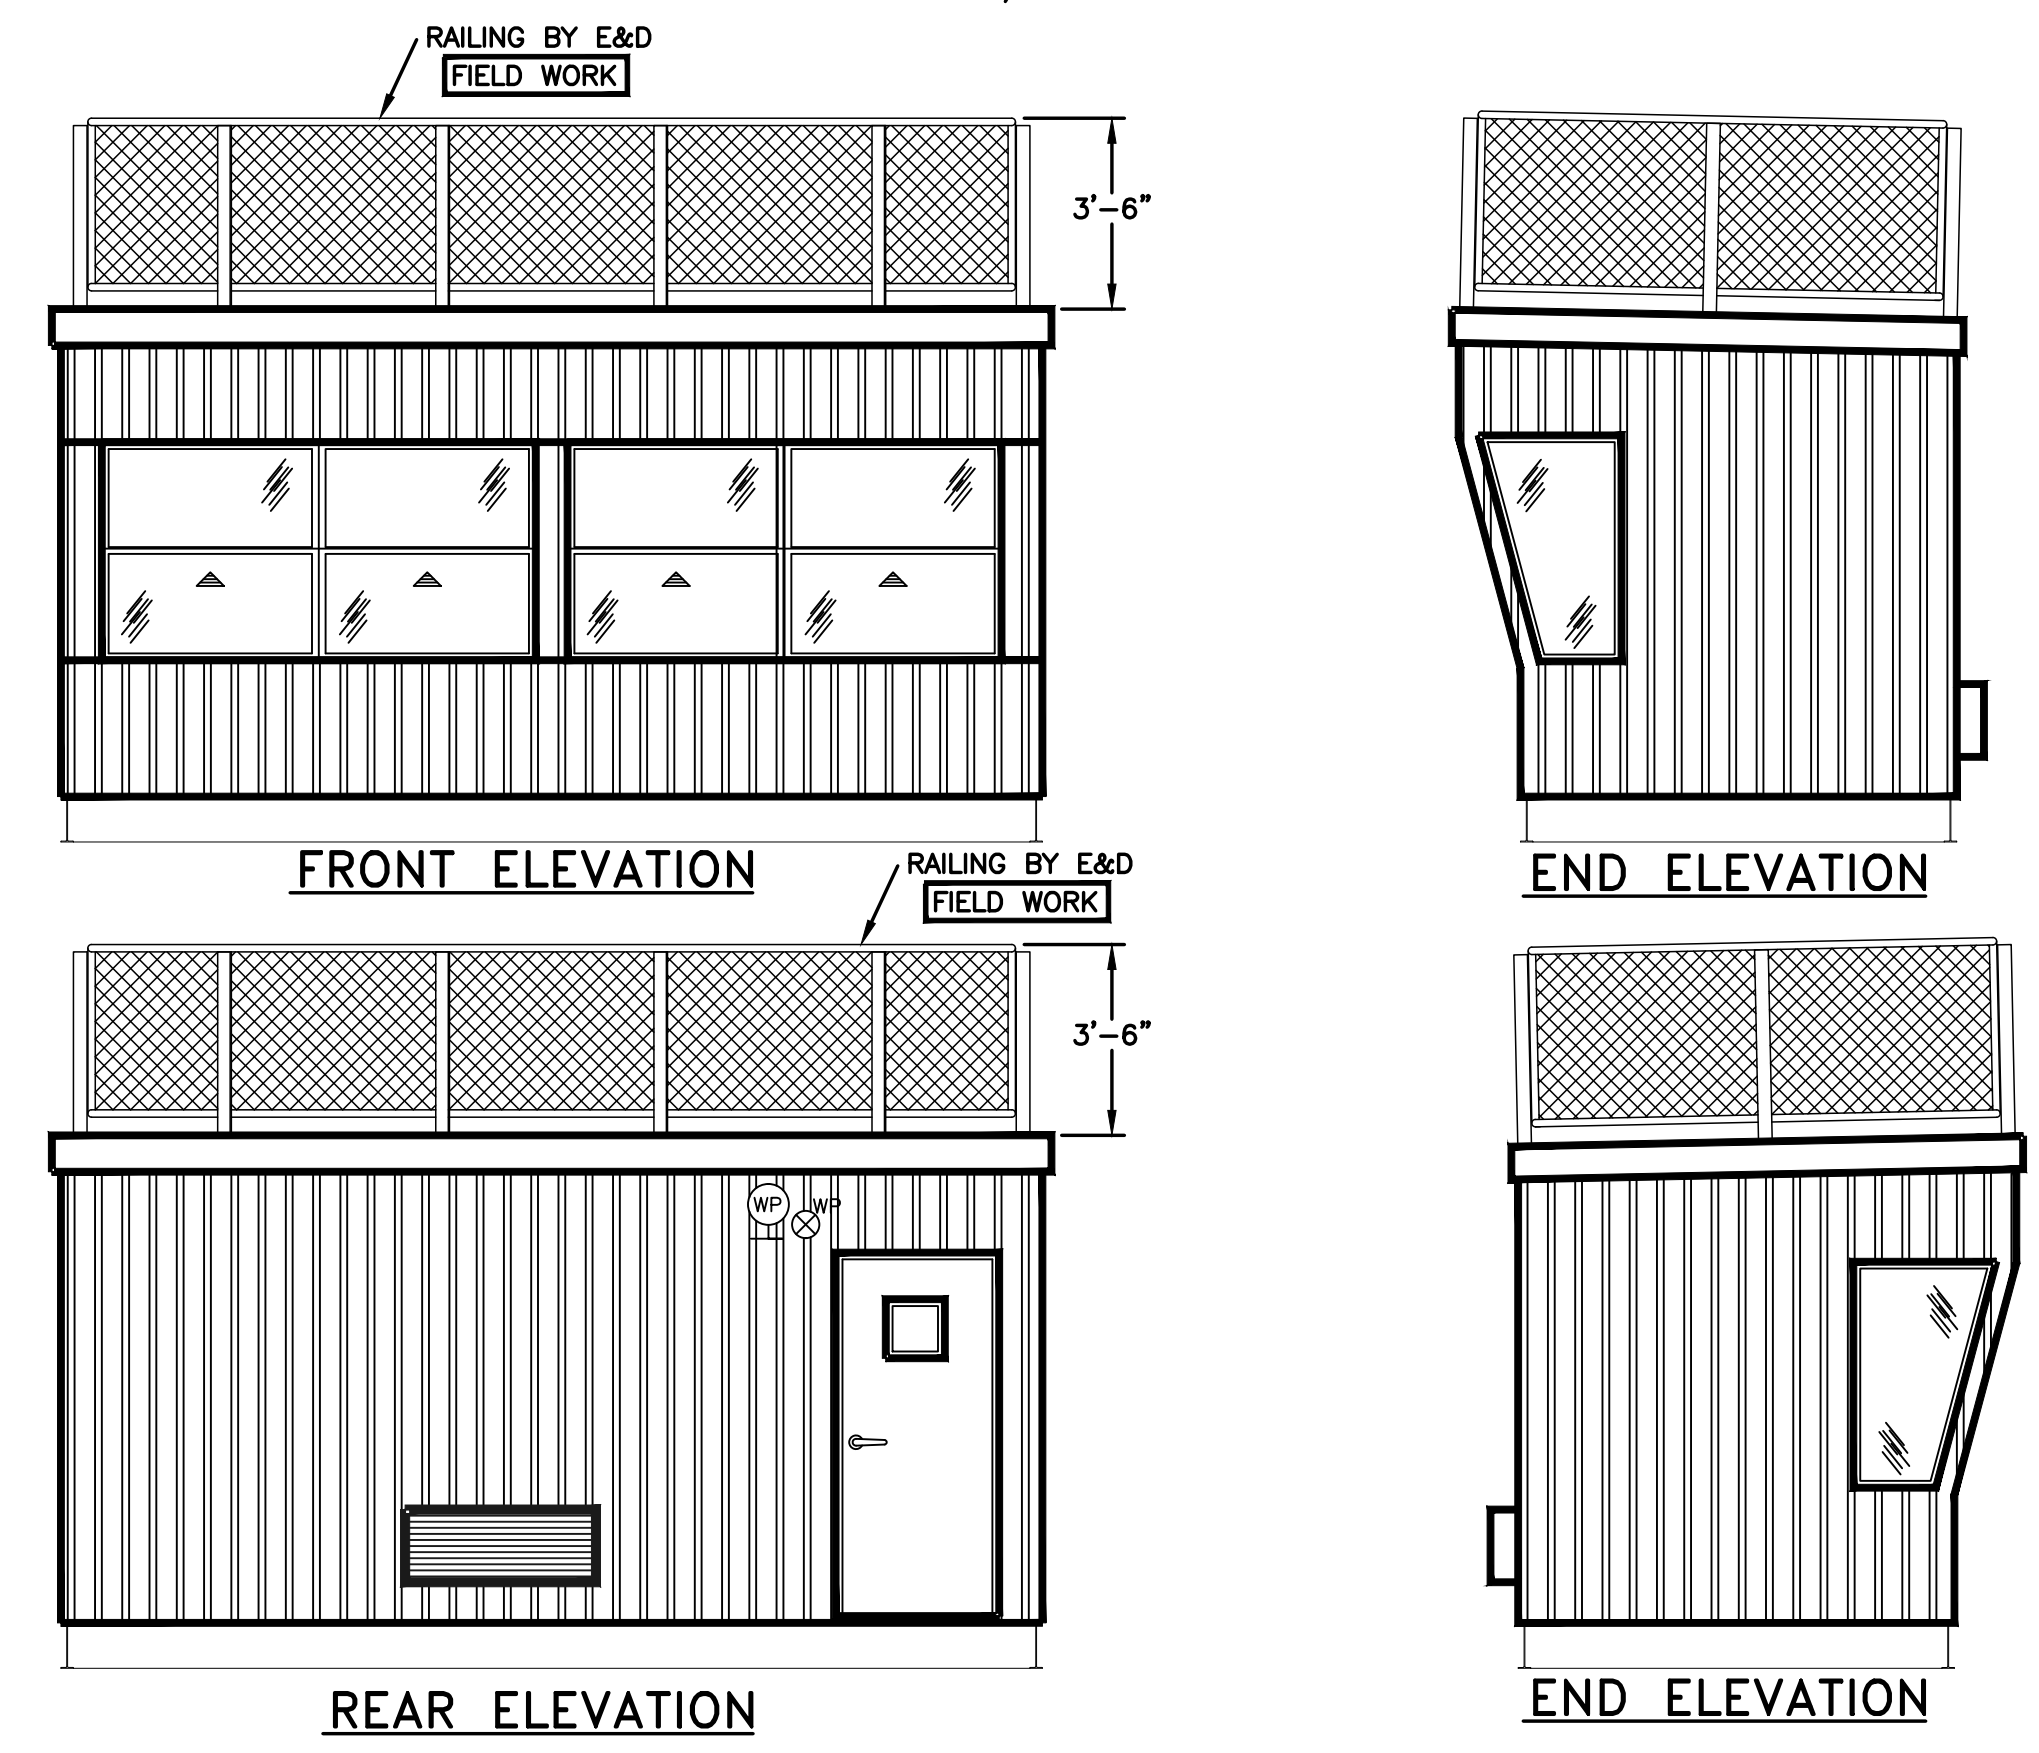 RAILING BY E&D
FIELD WORK
3'-6"
FRONT ELEVATION
END ELEVATION
RAILING BY E&D
FIELD WORK
3'-6"
WP
WP
REAR ELEVATION
END ELEVATION